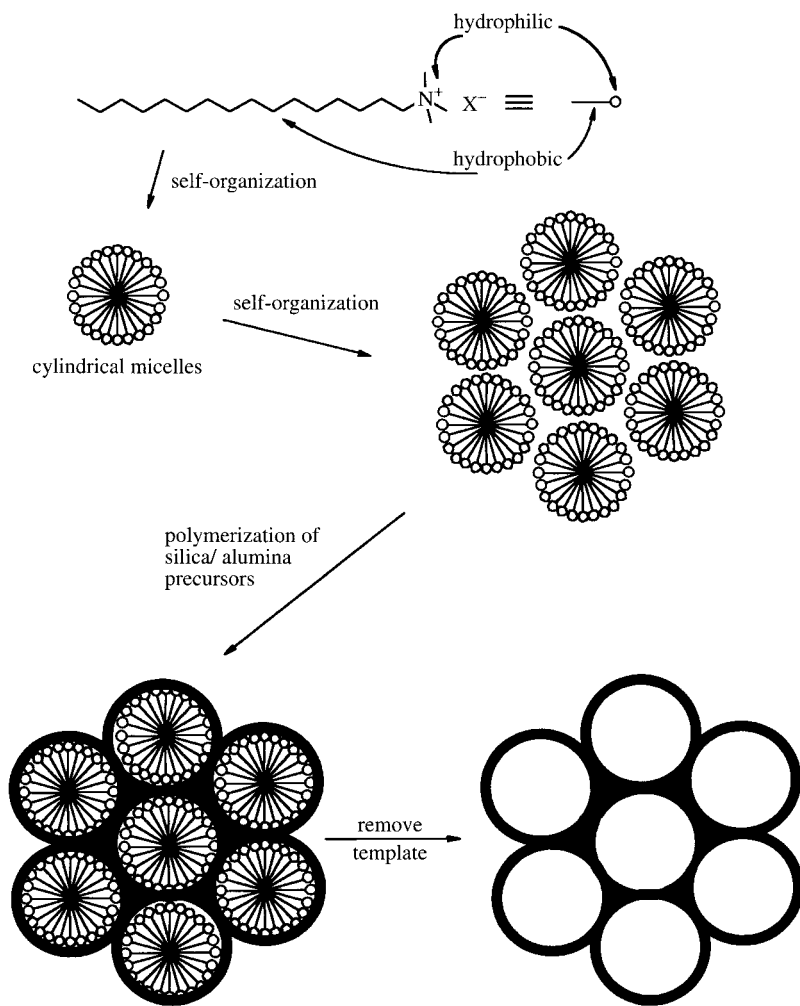 hydrophilic
N+ X− ≡
hydrophobic
self-organization
self-organization
cylindrical micelles
polymerization of
silica/ alumina
precursors
remove
template